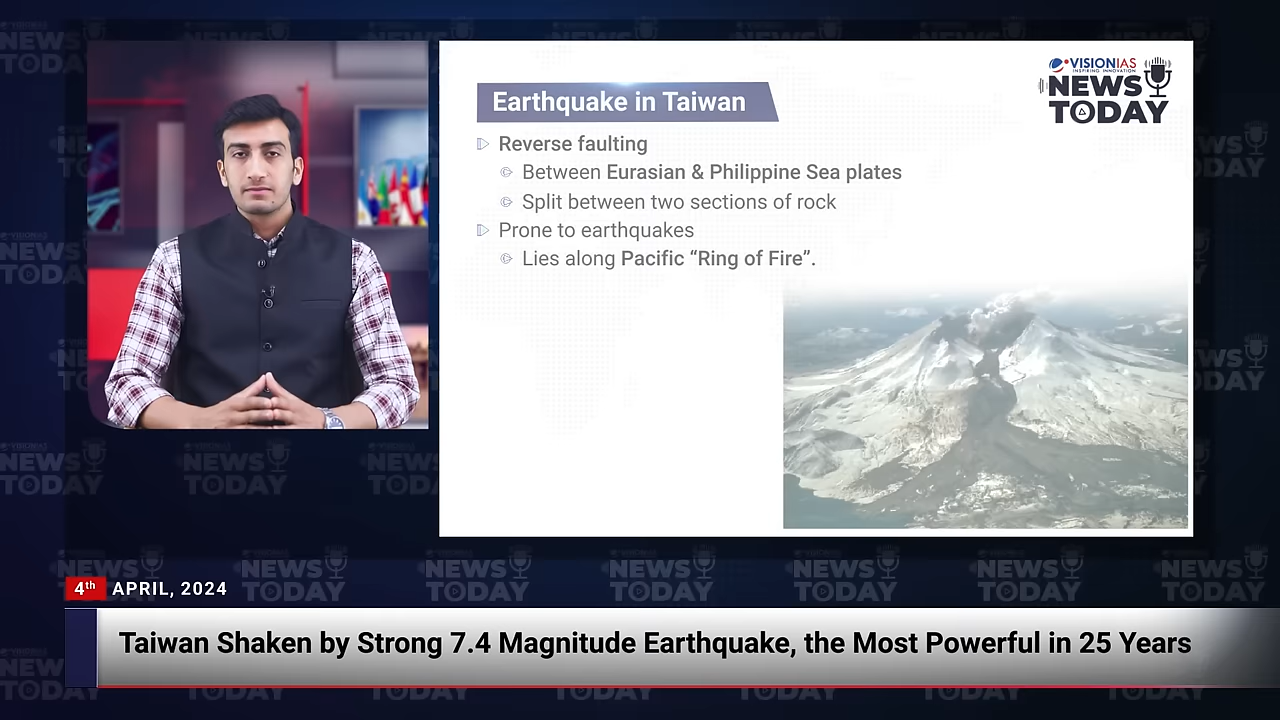 Earthquake in Taiwan
VISIONIAS
INSPIRING INNOVATION
NEWS
TODAY
Reverse faulting
Between Eurasian & Philippine Sea plates
Split between two sections of rock
Prone to earthquakes
Lies along Pacific “Ring of Fire”.
4th APRIL, 2024
Taiwan Shaken by Strong 7.4 Magnitude Earthquake, the Most Powerful in 25 Years